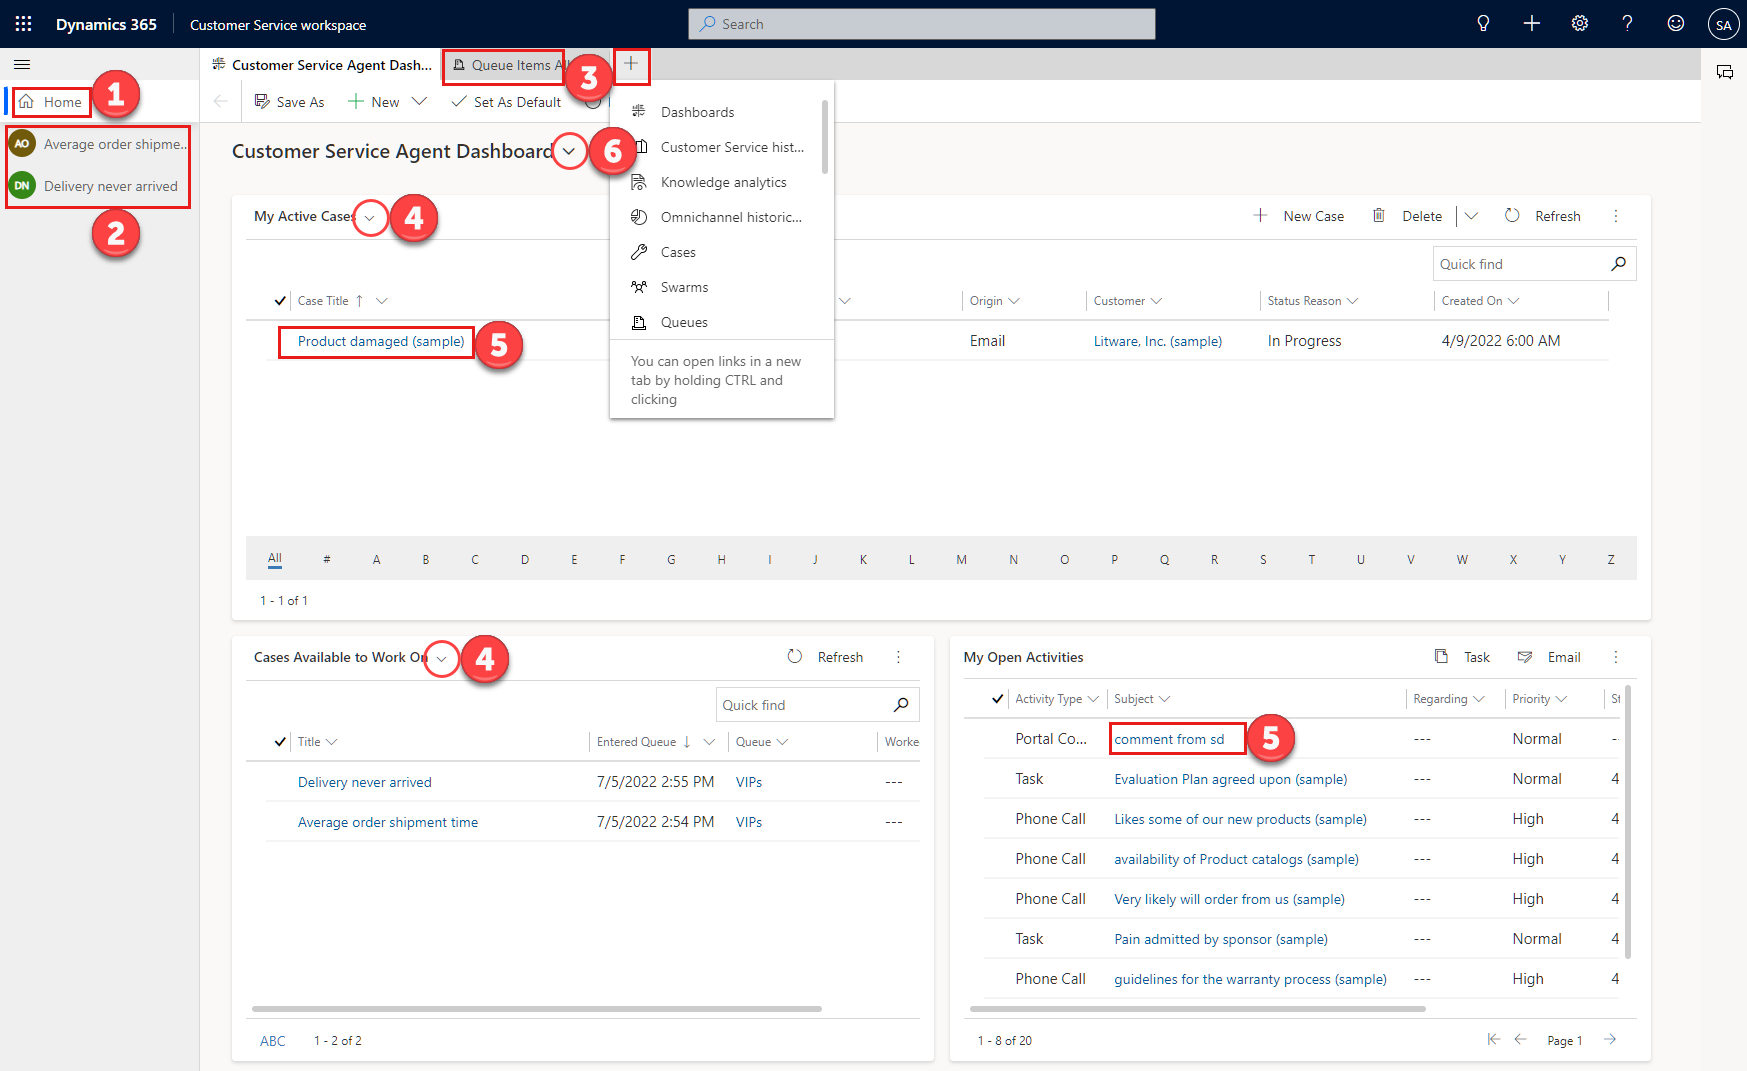 Dynamics 365
Customer Service workspace
Search
SA
Customer Service Agent Dash...
Queue Items Al
3
Home
1
Save As
New
Set As Default
AO
Average order shipme..
DN
Delivery never arrived
2
Customer Service Agent Dashboard
6
Dashboards
Customer Service hist...
Knowledge analytics
Omnichannel historic...
Cases
Swarms
Queues
You can open links in a new
tab by holding CTRL and
clicking
My Active Cases
4
New Case
Delete
Refresh
Quick find
Case Title
Origin
Customer
Status Reason
Created On
Product damaged (sample)
5
Email
Litware, Inc. (sample)
In Progress
4/9/2022 6:00 AM
All # A B C D E F G H I J K L M N O P Q R S T U V W X Y Z
1 - 1 of 1
Cases Available to Work On
4
Refresh
Quick find
Title
Entered Queue
Queue
Worke
Delivery never arrived
7/5/2022 2:55 PM
VIPs
---
Average order shipment time
7/5/2022 2:54 PM
VIPs
---
ABC
1 - 2 of 2
My Open Activities
Task
Email
Activity Type
Subject
Regarding
Priority
St
Portal Co...
comment from sd
5
---
Normal
--
Task
Evaluation Plan agreed upon (sample)
---
Normal
4
Phone Call
Likes some of our new products (sample)
---
High
4
Phone Call
availability of Product catalogs (sample)
---
High
4
Phone Call
Very likely will order from us (sample)
---
High
4
Task
Pain admitted by sponsor (sample)
---
Normal
4
Phone Call
guidelines for the warranty process (sample)
---
High
4
1 - 8 of 20
Page 1